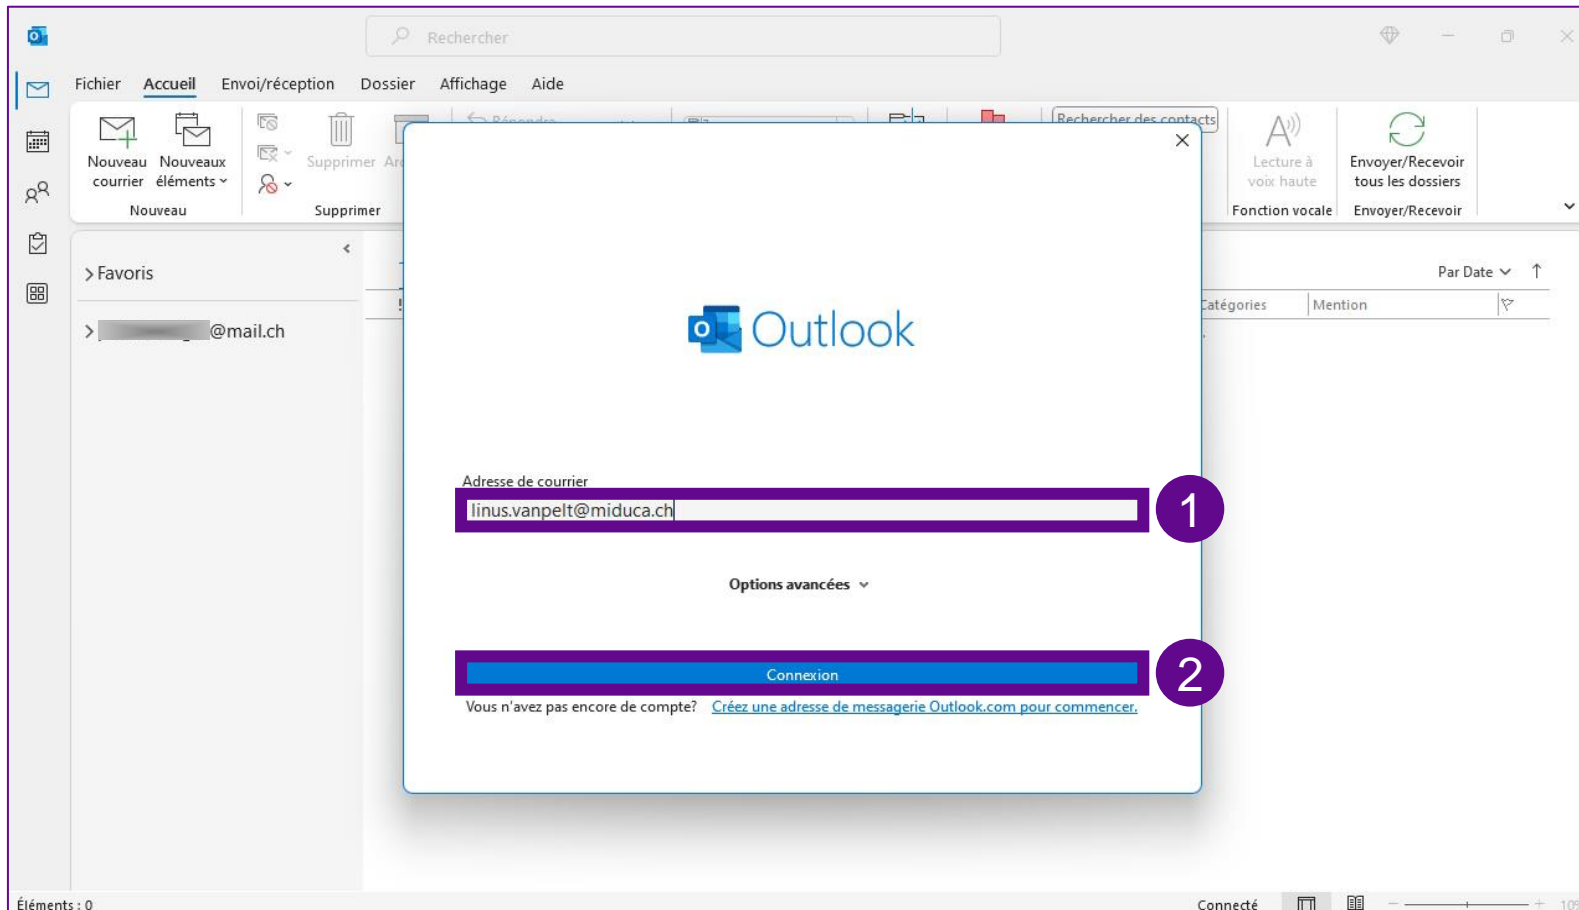 Rechercher
Fichier Accueil Envoi/réception Dossier Affichage Aide
Répondre
Rechercher des contacts
Nouveau courrier
Nouveaux éléments
Supprimer
Lecture à voix haute
Envoyer/Recevoir tous les dossiers
Nouveau
Supprimer
Fonction vocale
Envoyer/Recevoir
Favoris
Par Date
Catégories
Mention
@mail.ch
Outlook
Adresse de courrier
linus.vanpelt@miduca.ch
1
Options avancées
Connexion
2
Vous n'avez pas encore de compte? Créez une adresse de messagerie Outlook.com pour commencer.
Éléments : 0
Connecté